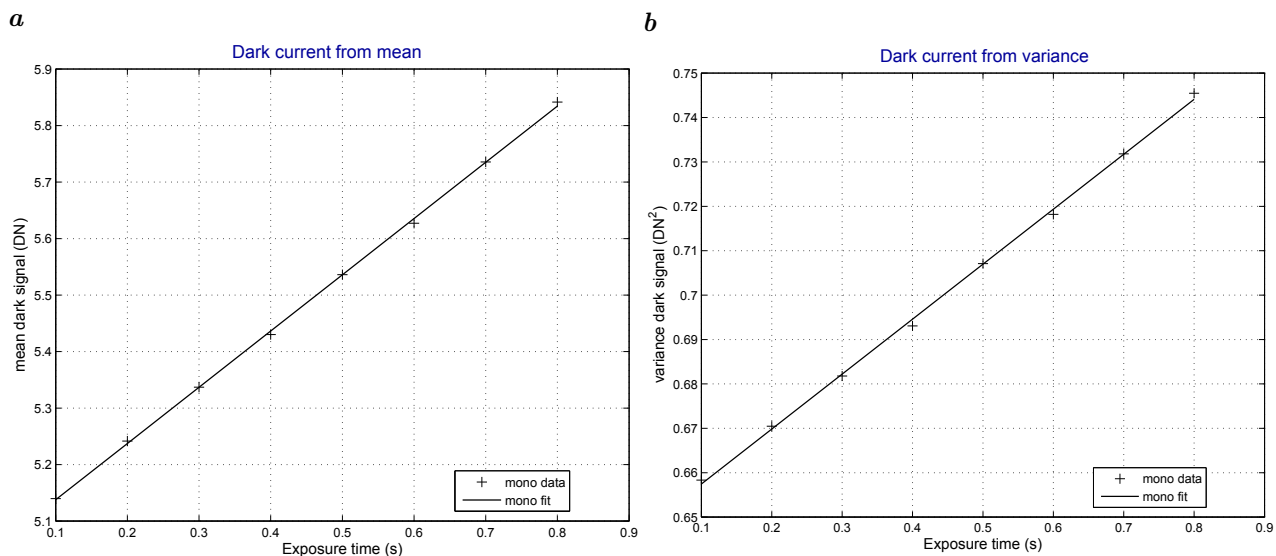 a
Dark current from mean
5.9
5.8
5.7
5.6
5.5
5.4
5.3
5.2
5.1
mean dark signal (DN)
mono data
mono fit
0.1 0.2 0.3 0.4 0.5 0.6 0.7 0.8 0.9
Exposure time (s)
b
Dark current from variance
0.75
0.74
0.73
0.72
0.71
0.7
0.69
0.68
0.67
0.66
0.65
variance dark signal (DN²)
mono data
mono fit
0.1 0.2 0.3 0.4 0.5 0.6 0.7 0.8 0.9
Exposure time (s)